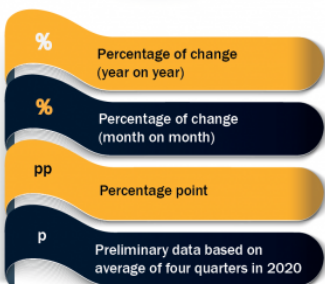 %
Percentage of change
(year on year)
%
Percentage of change
(month on month)
pp
Percentage point
p
Preliminary data based on
average of four quarters in 2020